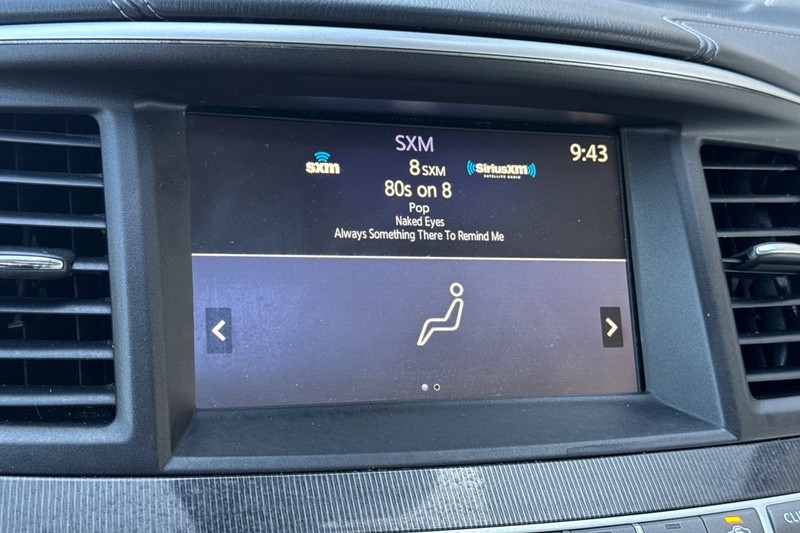 SXM
9:43
sxm
8 SXM
SiriusXM
SATELLITE RADIO
80s on 8
Pop
Naked Eyes
Always Something There To Remind Me